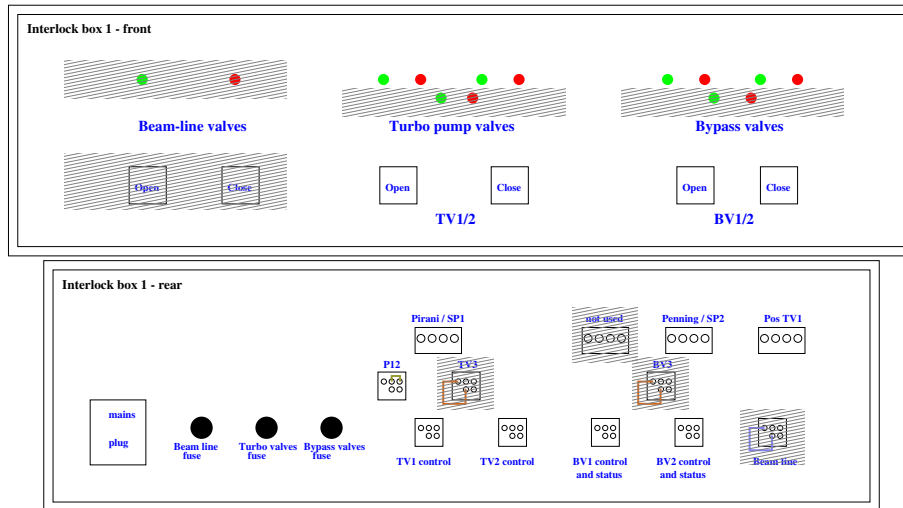 Interlock box 1 - front
Beam-line valves
Turbo pump valves
Bypass valves
Open
Close
Open
Close
Open
Close
TV1/2
BV1/2
Interlock box 1 - rear
Pirani / SP1
not used
Penning / SP2
Pos TV1
P12
TV3
BV3
mains
plug
Beam line
fuse
Turbo valves
fuse
Bypass valves
fuse
TV1 control
TV2 control
BV1 control
and status
BV2 control
and status
Beam line